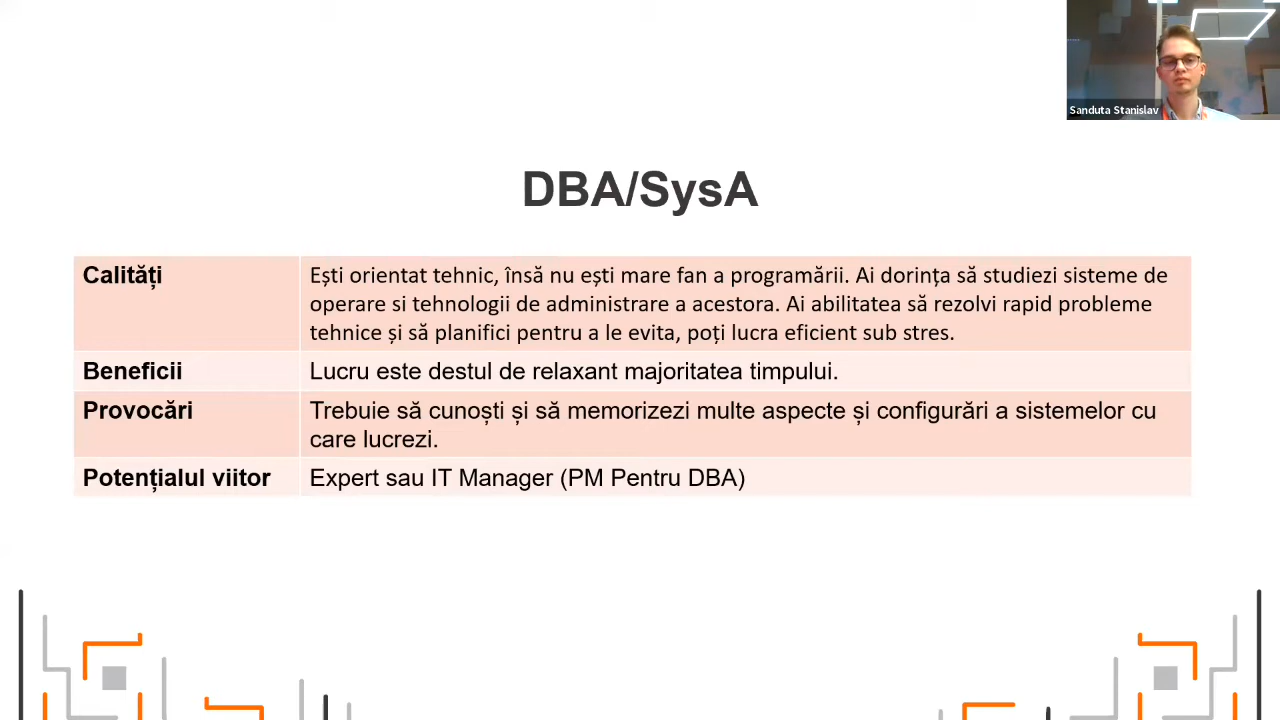 Sanduta Stanislav
DBA/SysA
Calități
Ești orientat tehnic, însă nu ești mare fan a programării. Ai dorința să studiezi sisteme de
operare si tehnologii de administrare a acestora. Ai abilitatea să rezolvi rapid probleme
tehnice și să planifici pentru a le evita, poți lucra eficient sub stres.
Beneficii
Lucru este destul de relaxant majoritatea timpului.
Provocări
Trebuie să cunoști și să memorizezi multe aspecte și configurări a sistemelor cu
care lucrezi.
Potențialul viitor
Expert sau IT Manager (PM Pentru DBA)